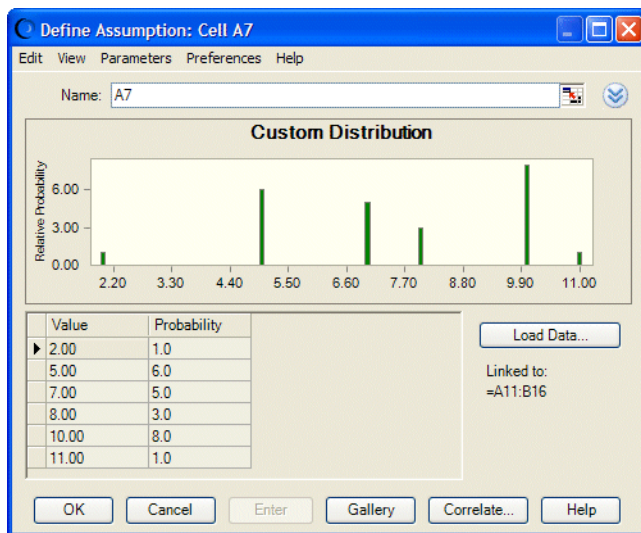 Define Assumption: Cell A7
Edit View Parameters Preferences Help
Name: A7
Custom Distribution
Relative Probability
6.00
3.00
0.00
2.20 3.30 4.40 5.50 6.60 7.70 8.80 9.90 11.00
Value Probability
2.00 1.0
5.00 6.0
7.00 5.0
8.00 3.0
10.00 8.0
11.00 1.0
Load Data...
Linked to:
=A11:B16
OK Cancel Enter Gallery Correlate... Help